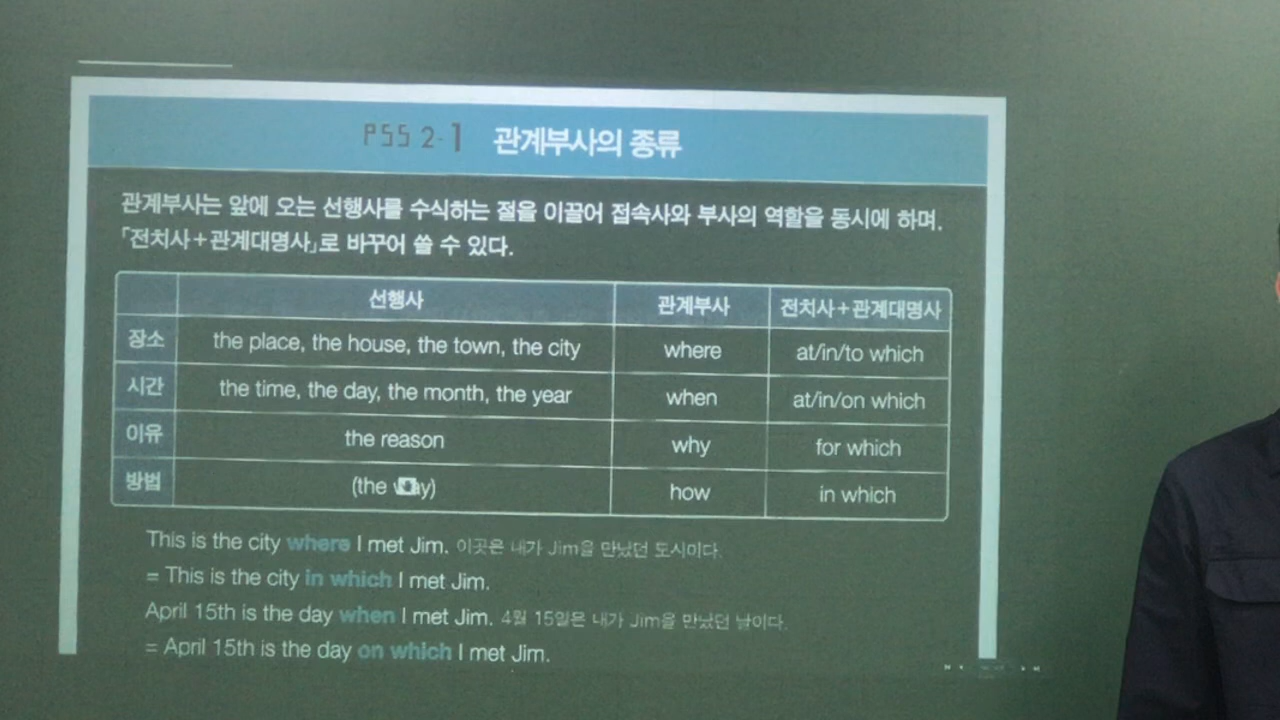 PSS 2-1 관계부사의 종류
관계부사는 앞에 오는 선행사를 수식하는 절을 이끌어 접속사와 부사의 역할을 동시에 하며,
「전치사+관계대명사」로 바꾸어 쓸 수 있다.
선행사 관계부사 전치사+관계대명사
장소 the place, the house, the town, the city where at/in/to which
시간 the time, the day, the month, the year when at/in/on which
이유 the reason why for which
방법 (the way) how in which
This is the city where I met Jim. 이곳은 내가 Jim을 만났던 도시이다.
= This is the city in which I met Jim.
April 15th is the day when I met Jim. 4월 15일은 내가 Jim을 만났던 날이다.
= April 15th is the day on which I met Jim.